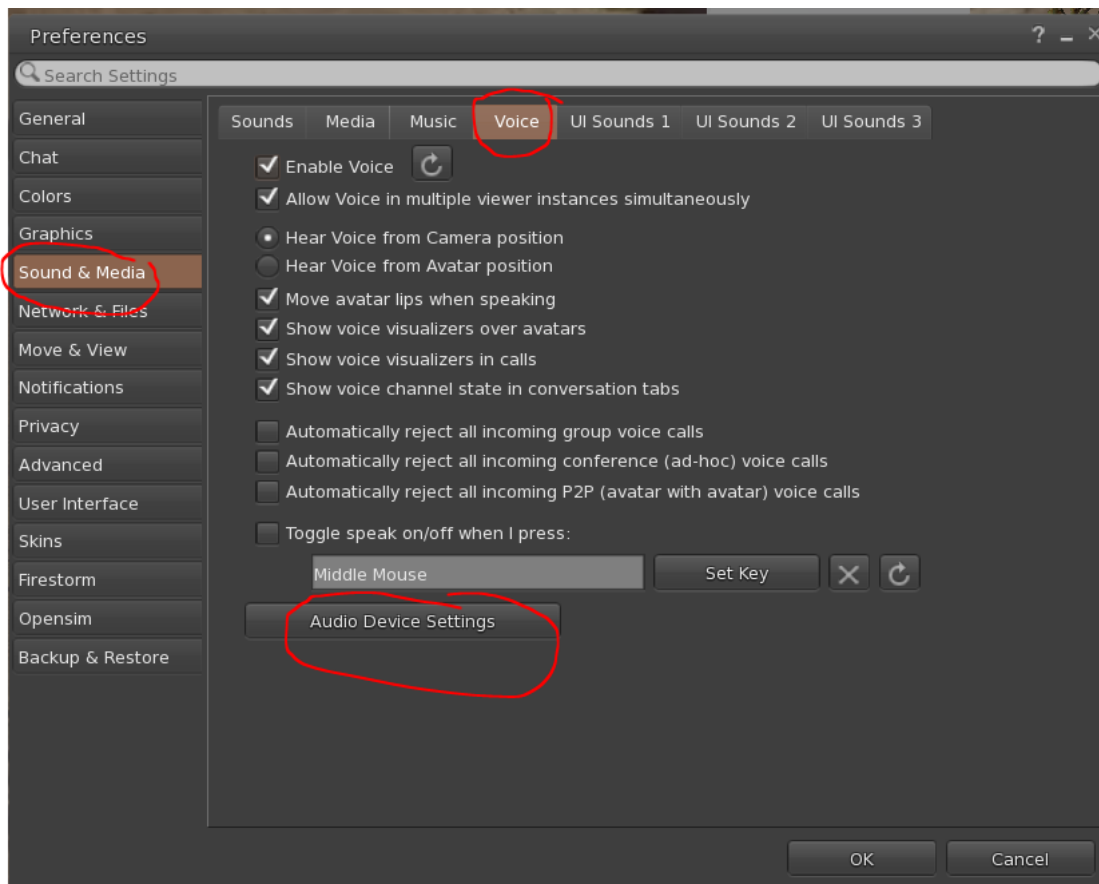 Preferences
? _ ×
Search Settings
General
Chat
Colors
Graphics
Sound & Media
Network & Files
Move & View
Notifications
Privacy
Advanced
User Interface
Skins
Firestorm
Opensim
Backup & Restore
Sounds Media Music Voice UI Sounds 1 UI Sounds 2 UI Sounds 3
Enable Voice
Allow Voice in multiple viewer instances simultaneously
Hear Voice from Camera position
Hear Voice from Avatar position
Move avatar lips when speaking
Show voice visualizers over avatars
Show voice visualizers in calls
Show voice channel state in conversation tabs
Automatically reject all incoming group voice calls
Automatically reject all incoming conference (ad-hoc) voice calls
Automatically reject all incoming P2P (avatar with avatar) voice calls
Toggle speak on/off when I press:
Middle Mouse Set Key
Audio Device Settings
OK Cancel